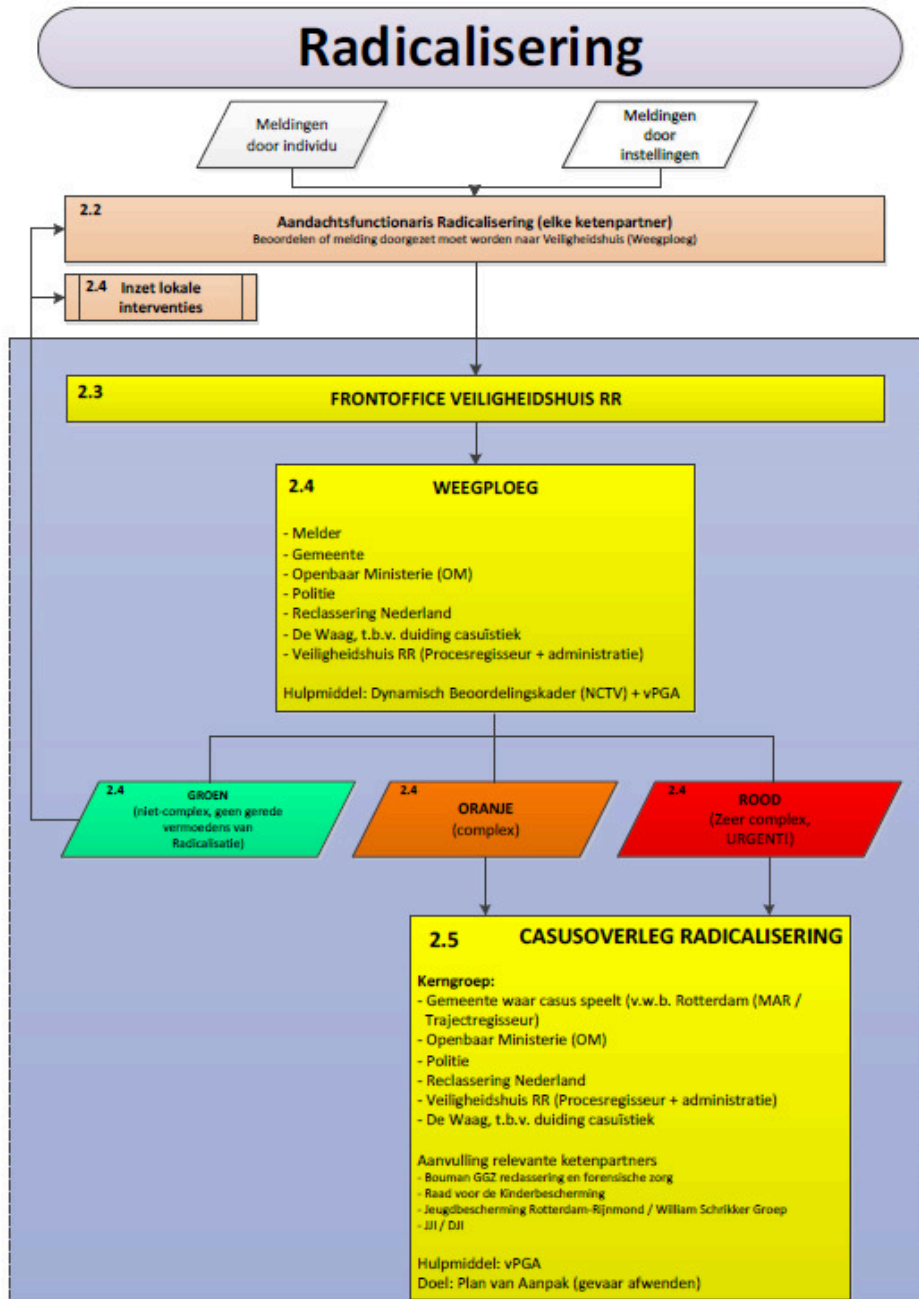 Radicalisering
Meldingen
door individu
Meldingen
door
instellingen
2.2
Aandachtsfunctionaris Radicalisering (elke ketenpartner)
Beoordelen of melding doorgezet moet worden naar Veiligheidshuis (Weegploeg)
2.4 Inzet lokale
interventies
2.3
FRONTOFFICE VEILIGHEIDSHUIS RR
2.4 WEEGPLOEG
- Melder
- Gemeente
- Openbaar Ministerie (OM)
- Politie
- Reclassering Nederland
- De Waag, t.b.v. duiding casuïstiek
- Veiligheidshuis RR (Procesregisseur + administratie)
Hulpmiddel: Dynamisch Beoordelingskader (NCTV) + vPGA
2.4
GROEN
(niet-complex, geen gerede
vermoedens van
Radicalisatie)
2.4
ORANJE
(complex)
2.4
ROOD
(Zeer complex,
URGENT!)
2.5 CASUSOVERLEG RADICALISERING
Kerngroep:
- Gemeente waar casus speelt (v.w.b. Rotterdam (MAR /
Trajectregisseur)
- Openbaar Ministerie (OM)
- Politie
- Reclassering Nederland
- Veiligheidshuis RR (Procesregisseur + administratie)
- De Waag, t.b.v. duiding casuïstiek
Aanvulling relevante ketenpartners
- Bouman GGZ reclassering en forensische zorg
- Raad voor de Kinderbescherming
- Jeugdbescherming Rotterdam-Rijnmond / William Schrikker Groep
- JJI / DJI
Hulpmiddel: vPGA
Doel: Plan van Aanpak (gevaar afwenden)